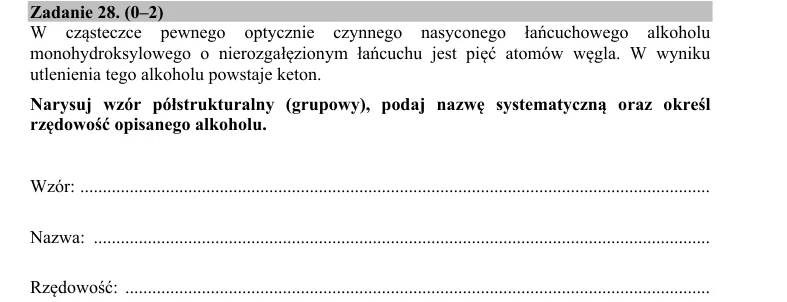 Zadanie 28. (0–2)
W cząsteczce pewnego optycznie czynnego nasyconego łańcuchowego alkoholu
monohydroksylowego o nierozgałęzionym łańcuchu jest pięć atomów węgla. W wyniku
utlenienia tego alkoholu powstaje keton.
Narysuj wzór półstrukturalny (grupowy), podaj nazwę systematyczną oraz określ
rzędowość opisanego alkoholu.
Wzór: ............................................................................................................................................
Nazwa: .........................................................................................................................................
Rzędowość: ..................................................................................................................................